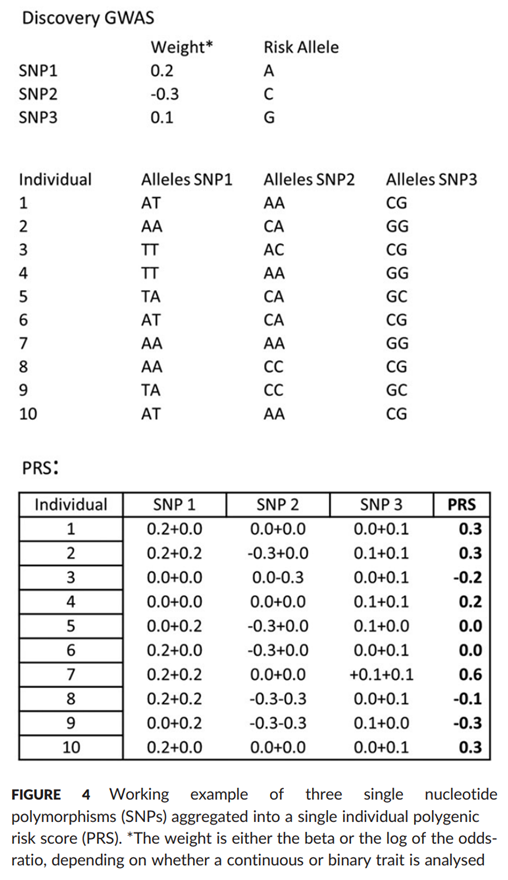 Discovery GWAS
Weight* Risk Allele
SNP1 0.2 A
SNP2 -0.3 C
SNP3 0.1 G
Individual Alleles SNP1 Alleles SNP2 Alleles SNP3
1 AT AA CG
2 AA CA GG
3 TT AC CG
4 TT AA GG
5 TA CA GC
6 AT CA CG
7 AA AA GG
8 AA CC CG
9 TA CC GC
10 AT AA CG
PRS:
Individual SNP 1 SNP 2 SNP 3 PRS
1 0.2+0.0 0.0+0.0 0.0+0.1 0.3
2 0.2+0.2 -0.3+0.0 0.1+0.1 0.3
3 0.0+0.0 0.0-0.3 0.0+0.1 -0.2
4 0.0+0.0 0.0+0.0 0.1+0.1 0.2
5 0.0+0.2 -0.3+0.0 0.1+0.0 0.0
6 0.2+0.0 -0.3+0.0 0.0+0.1 0.0
7 0.2+0.2 0.0+0.0 +0.1+0.1 0.6
8 0.2+0.2 -0.3-0.3 0.0+0.1 -0.1
9 0.0+0.2 -0.3-0.3 0.1+0.0 -0.3
10 0.2+0.0 0.0+0.0 0.0+0.1 0.3
FIGURE 4 Working example of three single nucleotide
polymorphisms (SNPs) aggregated into a single individual polygenic
risk score (PRS). *The weight is either the beta or the log of the odds-
ratio, depending on whether a continuous or binary trait is analysed